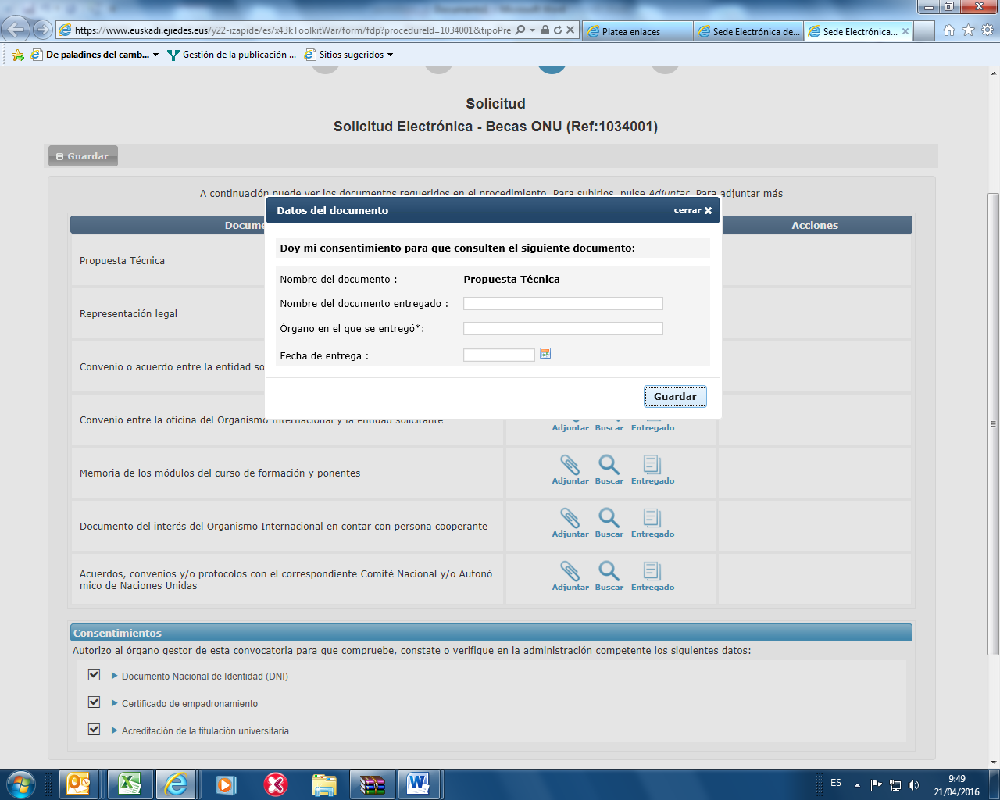 https://www.euskadi.ejiedes.eus/y22-izapide/es/x43kToolkitWar/form/fdp?procedureId=1034001&tipoPre
Platea enlaces
Sede Electrónica de...
Sede Electrónica...
De paladines del camb...
Gestión de la publicación ...
Sitios sugeridos
Solicitud
Solicitud Electrónica - Becas ONU (Ref:1034001)
Guardar
A continuación puede ver los documentos requeridos en el procedimiento. Para subirlos, pulse Adjuntar. Para adjuntar más
Docume
Acciones
Datos del documento
cerrar
Doy mi consentimiento para que consulten el siguiente documento:
Nombre del documento :
Propuesta Técnica
Nombre del documento entregado :
Órgano en el que se entregó*:
Fecha de entrega :
Guardar
Propuesta Técnica
Representación legal
Convenio o acuerdo entre la entidad so
Convenio entre la oficina del Organismo Internacional y la entidad solicitante
Adjuntar Buscar Entregado
Memoria de los módulos del curso de formación y ponentes
Adjuntar Buscar Entregado
Documento del interés del Organismo Internacional en contar con persona cooperante
Adjuntar Buscar Entregado
Acuerdos, convenios y/o protocolos con el correspondiente Comité Nacional y/o Autonó
mico de Naciones Unidas
Adjuntar Buscar Entregado
Consentimientos
Autorizo al órgano gestor de esta convocatoria para que compruebe, constate o verifique en la administración competente los siguientes datos:
Documento Nacional de Identidad (DNI)
Certificado de empadronamiento
Acreditación de la titulación universitaria
ES
9:49
21/04/2016